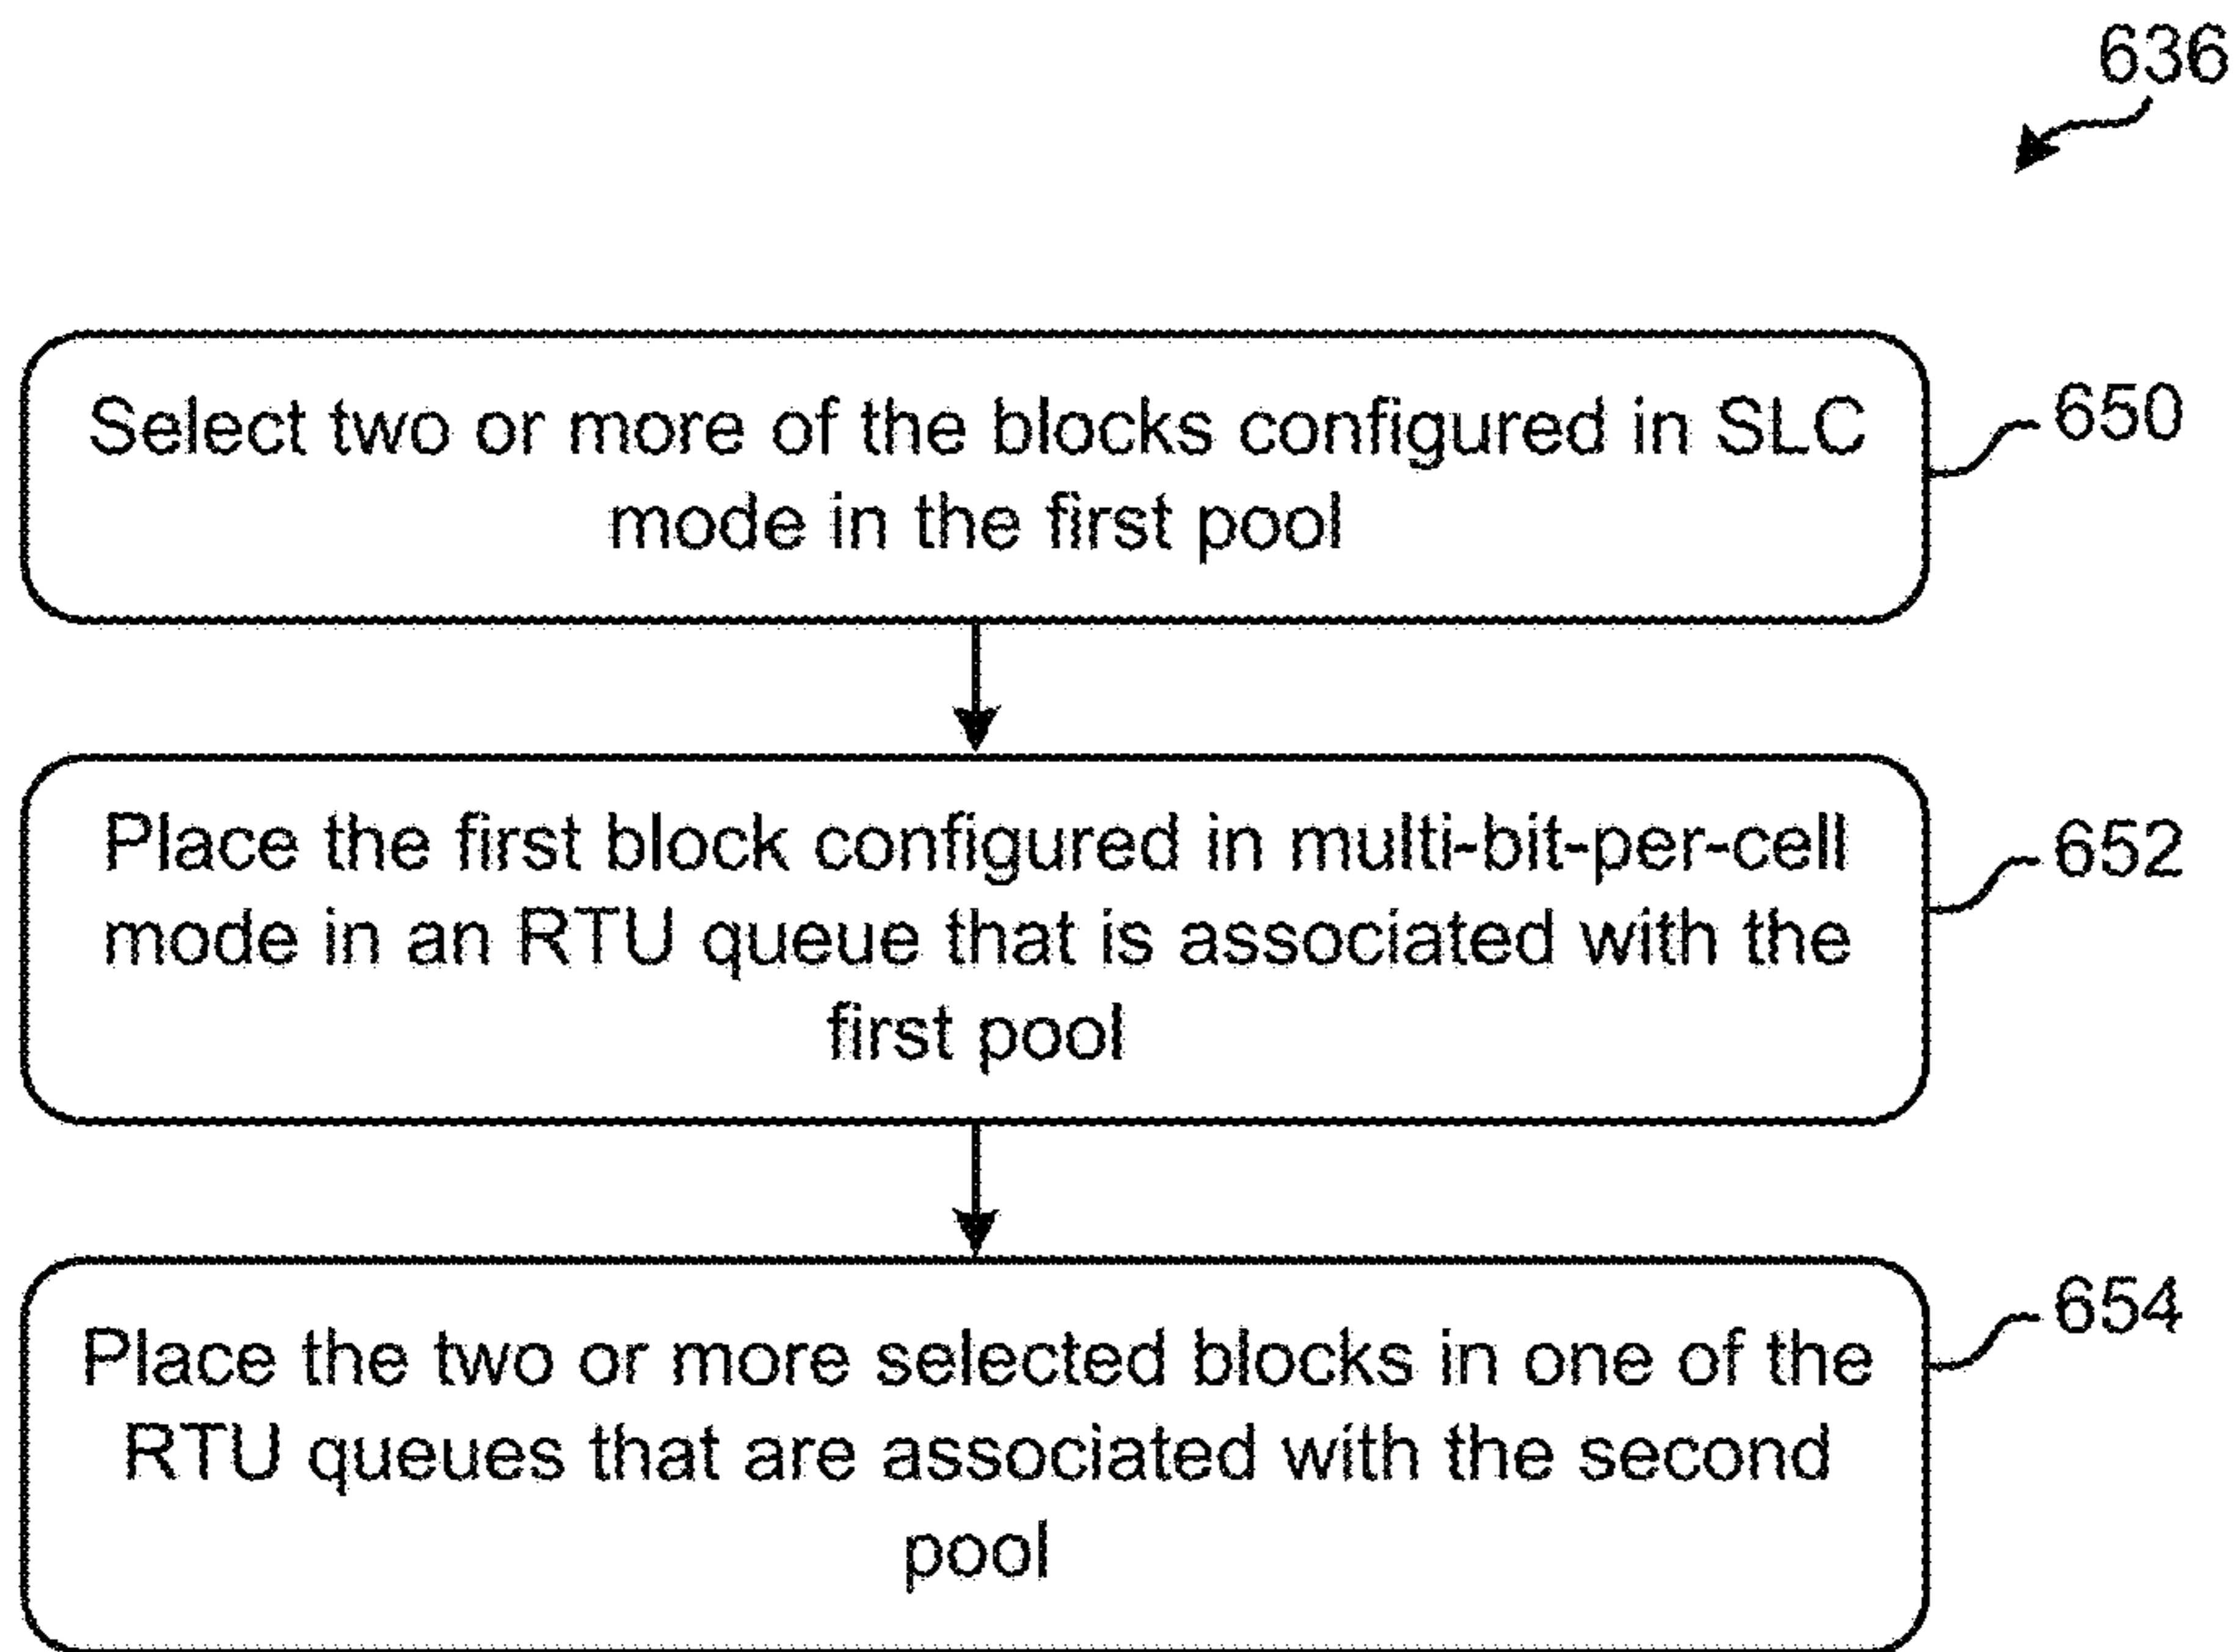 636
Select two or more of the blocks configured in SLC
mode in the first pool
650
Place the first block configured in multi-bit-per-cell
mode in an RTU queue that is associated with the
first pool
652
Place the two or more selected blocks in one of the
RTU queues that are associated with the second
pool
654